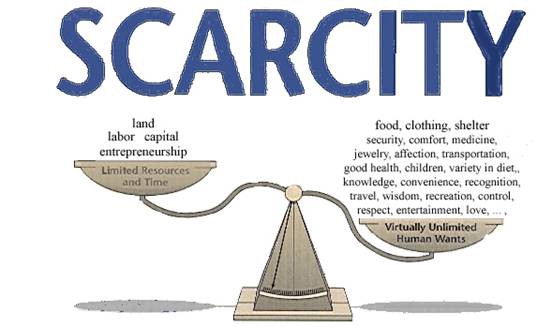 SCARCITY
land
labor capital
entrepreneurship
Limited Resources
and Time
food, clothing, shelter
security, comfort, medicine,
jewelry, affection, transportation,
good health, children, variety in diet,,
knowledge, convenience, recognition,
travel, wisdom, recreation, control,
respect, entertainment, love, ... ,
Virtually Unlimited
Human Wants